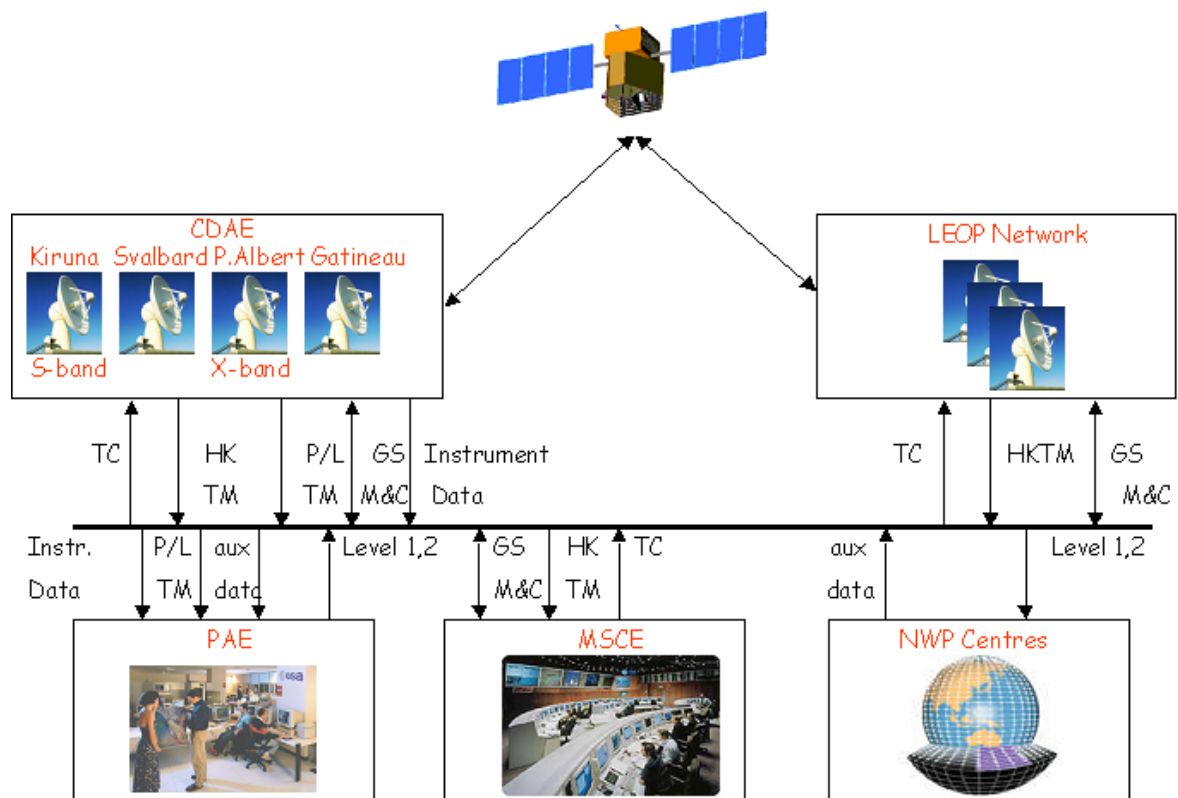 CDAE
Kiruna Svalbard P.Albert Gatineau
S-band X-band
LEOP Network
TC HK P/L GS Instrument
TM TM M&C Data
TC HKTM GS
M&C
Instr. P/L aux Level 1,2 GS HK TC
Data TM data M&C TM
aux Level 1,2
data
PAE
esa
MSCE
NWP Centres